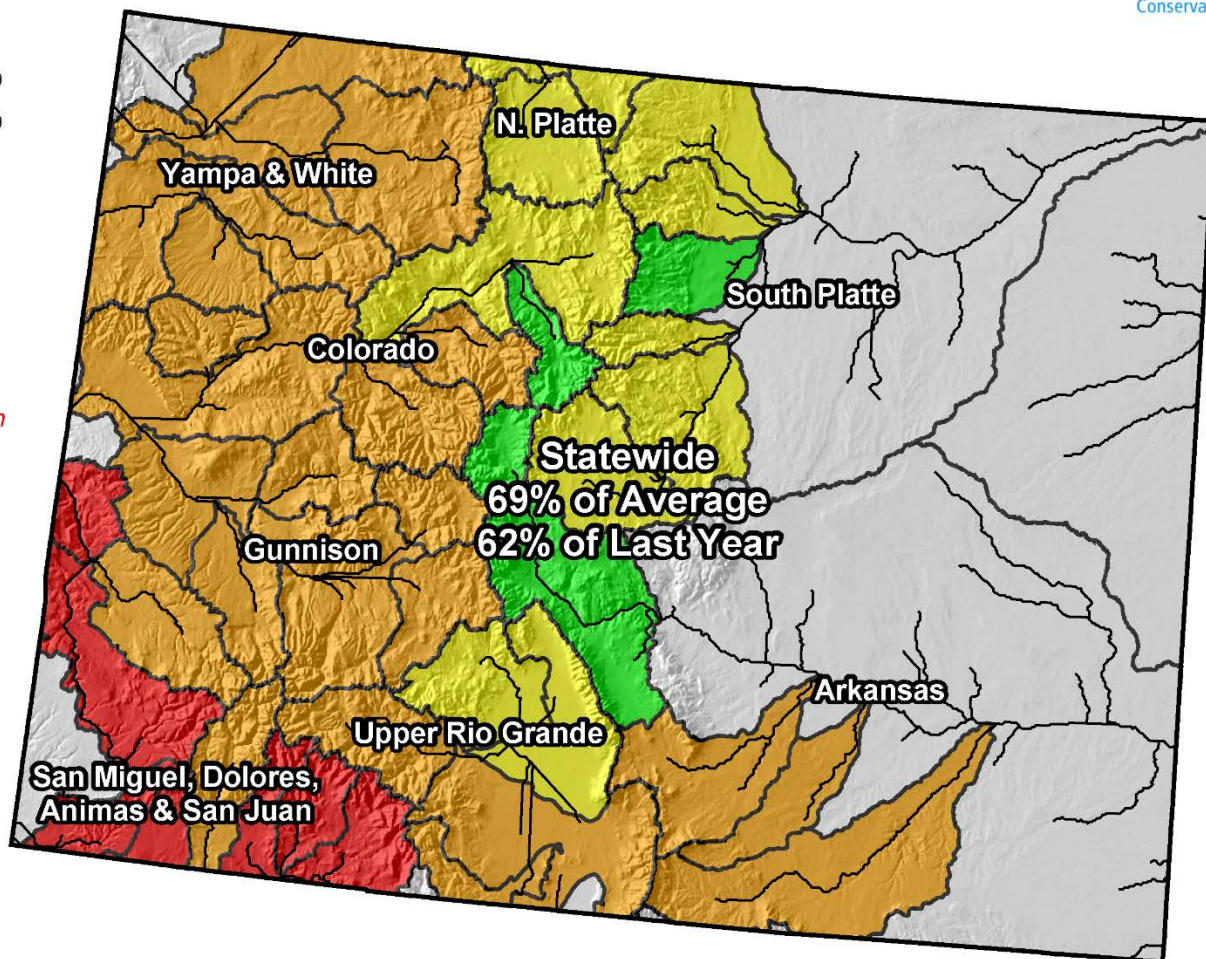 Conserva
N. Platte
Yampa & White
South Platte
Colorado
Statewide
69% of Average
62% of Last Year
Gunnison
Arkansas
Upper Rio Grande
San Miguel, Dolores,
Animas & San Juan